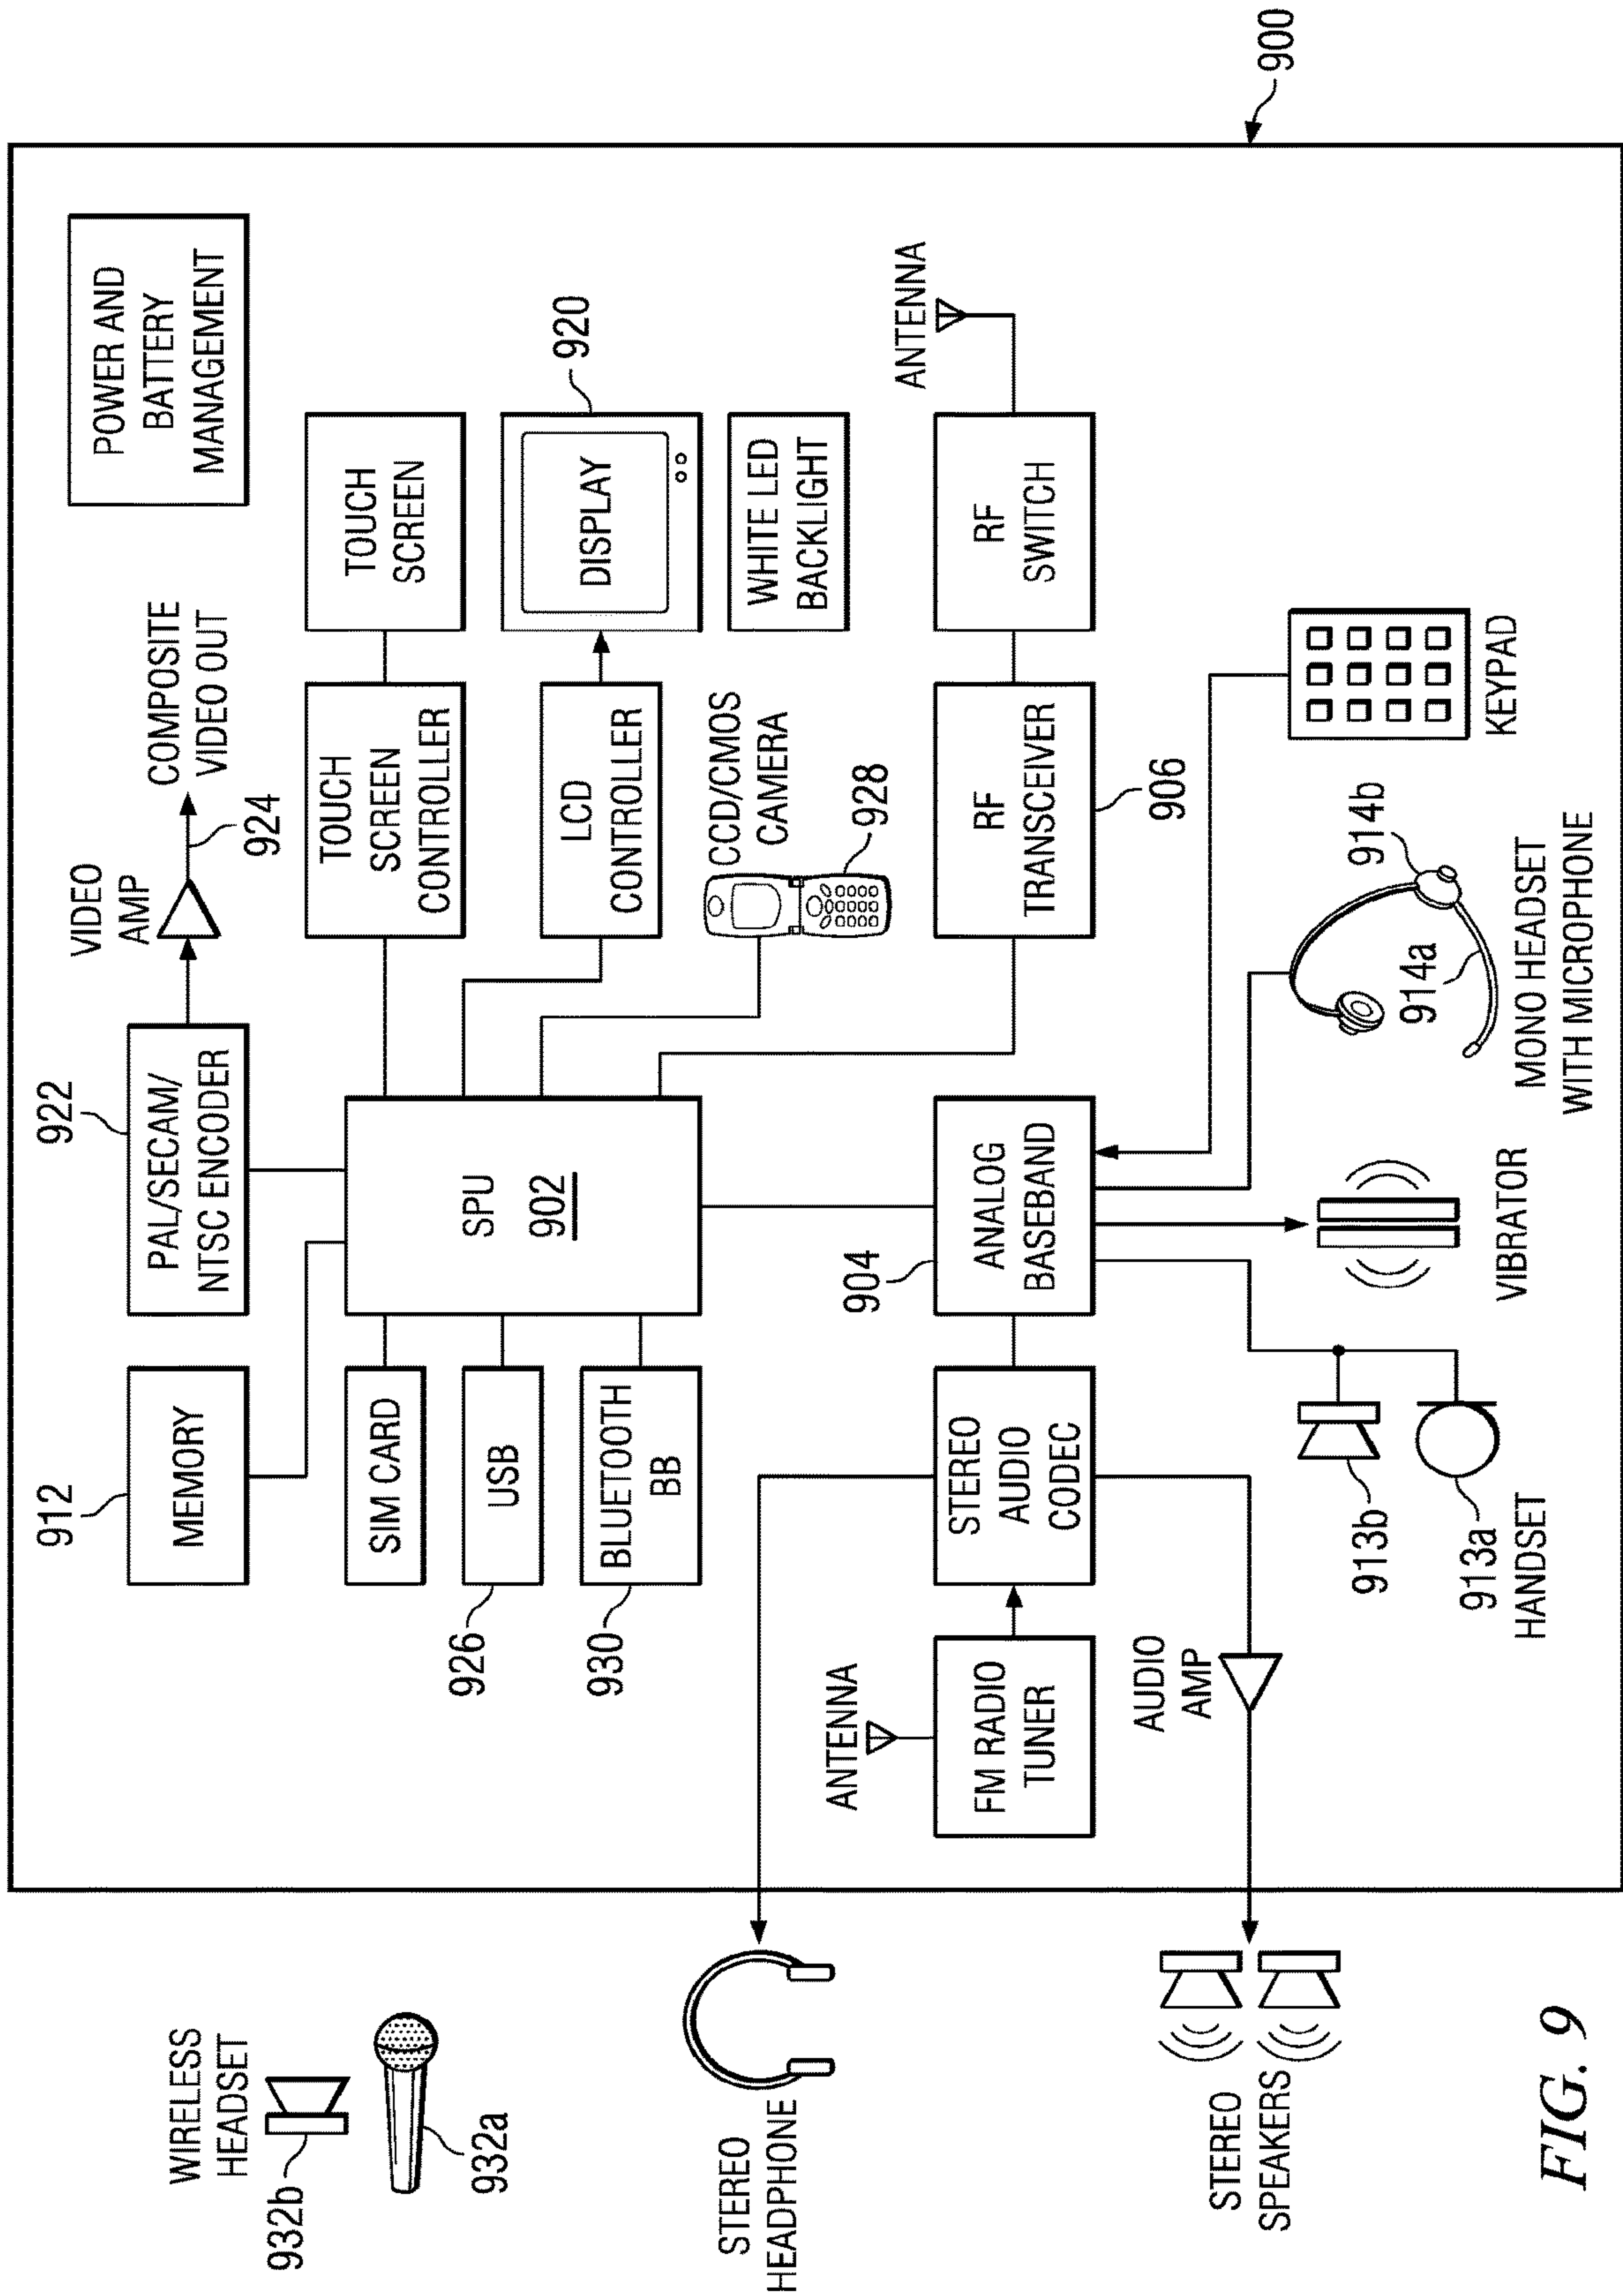 900
POWER AND
BATTERY
MANAGEMENT
912
MEMORY
922
PAL/SECAM/
NTSC ENCODER
VIDEO
AMP
924
COMPOSITE
VIDEO OUT
WIRELESS
HEADSET
932b
932a
SIM CARD
926
USB
930
BLUETOOTH
BB
SPU
902
TOUCH
SCREEN
CONTROLLER
TOUCH
SCREEN
LCD
CONTROLLER
DISPLAY
920
CCD/CMOS
CAMERA
928
WHITE LED
BACKLIGHT
STEREO
HEADPHONE
ANTENNA
FM RADIO
TUNER
STEREO
AUDIO
CODEC
904
ANALOG
BASEBAND
RF
TRANSCEIVER
906
RF
SWITCH
ANTENNA
AUDIO
AMP
STEREO
SPEAKERS
913b
913a
HANDSET
VIBRATOR
914a
914b
MONO HEADSET
WITH MICROPHONE
KEYPAD
FIG. 9